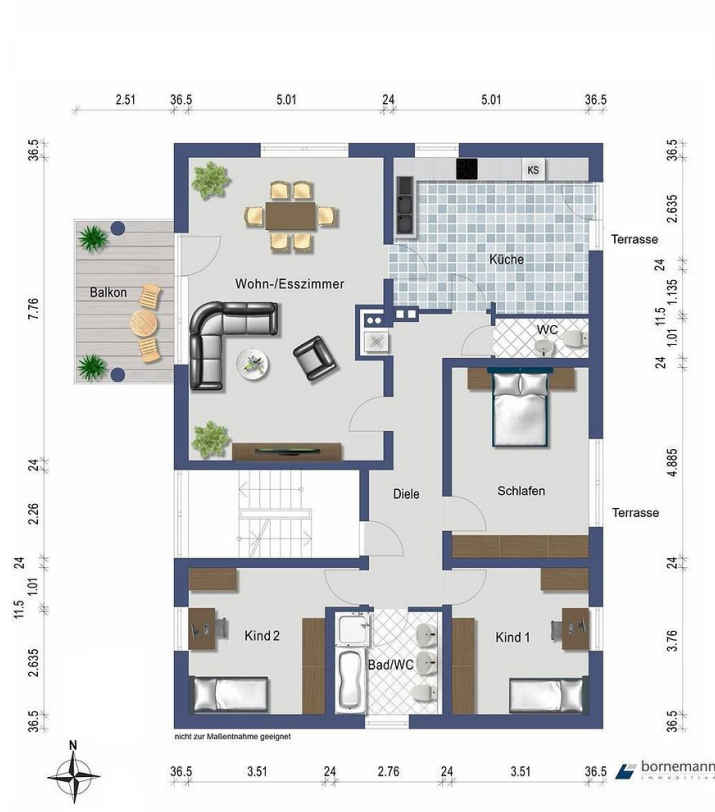 2.51 36.5 5.01 24 5.01 36.5
36.5
36.5
KS
2.635
Terrasse
Küche
24
Wohn-/Esszimmer
Balkon
1.135
7.76
11.5
WC
1.01
24
24
4.885
Diele
Schlafen
2.26
Terrasse
24
24
1.01
11.5
Kind 2
Kind 1
3.76
Bad/WC
2.635
36.5
36.5
nicht zur Maßentnahme geeignet
N
36.5 3.51 24 2.76 24 3.51 36.5
bornemann
immobilien